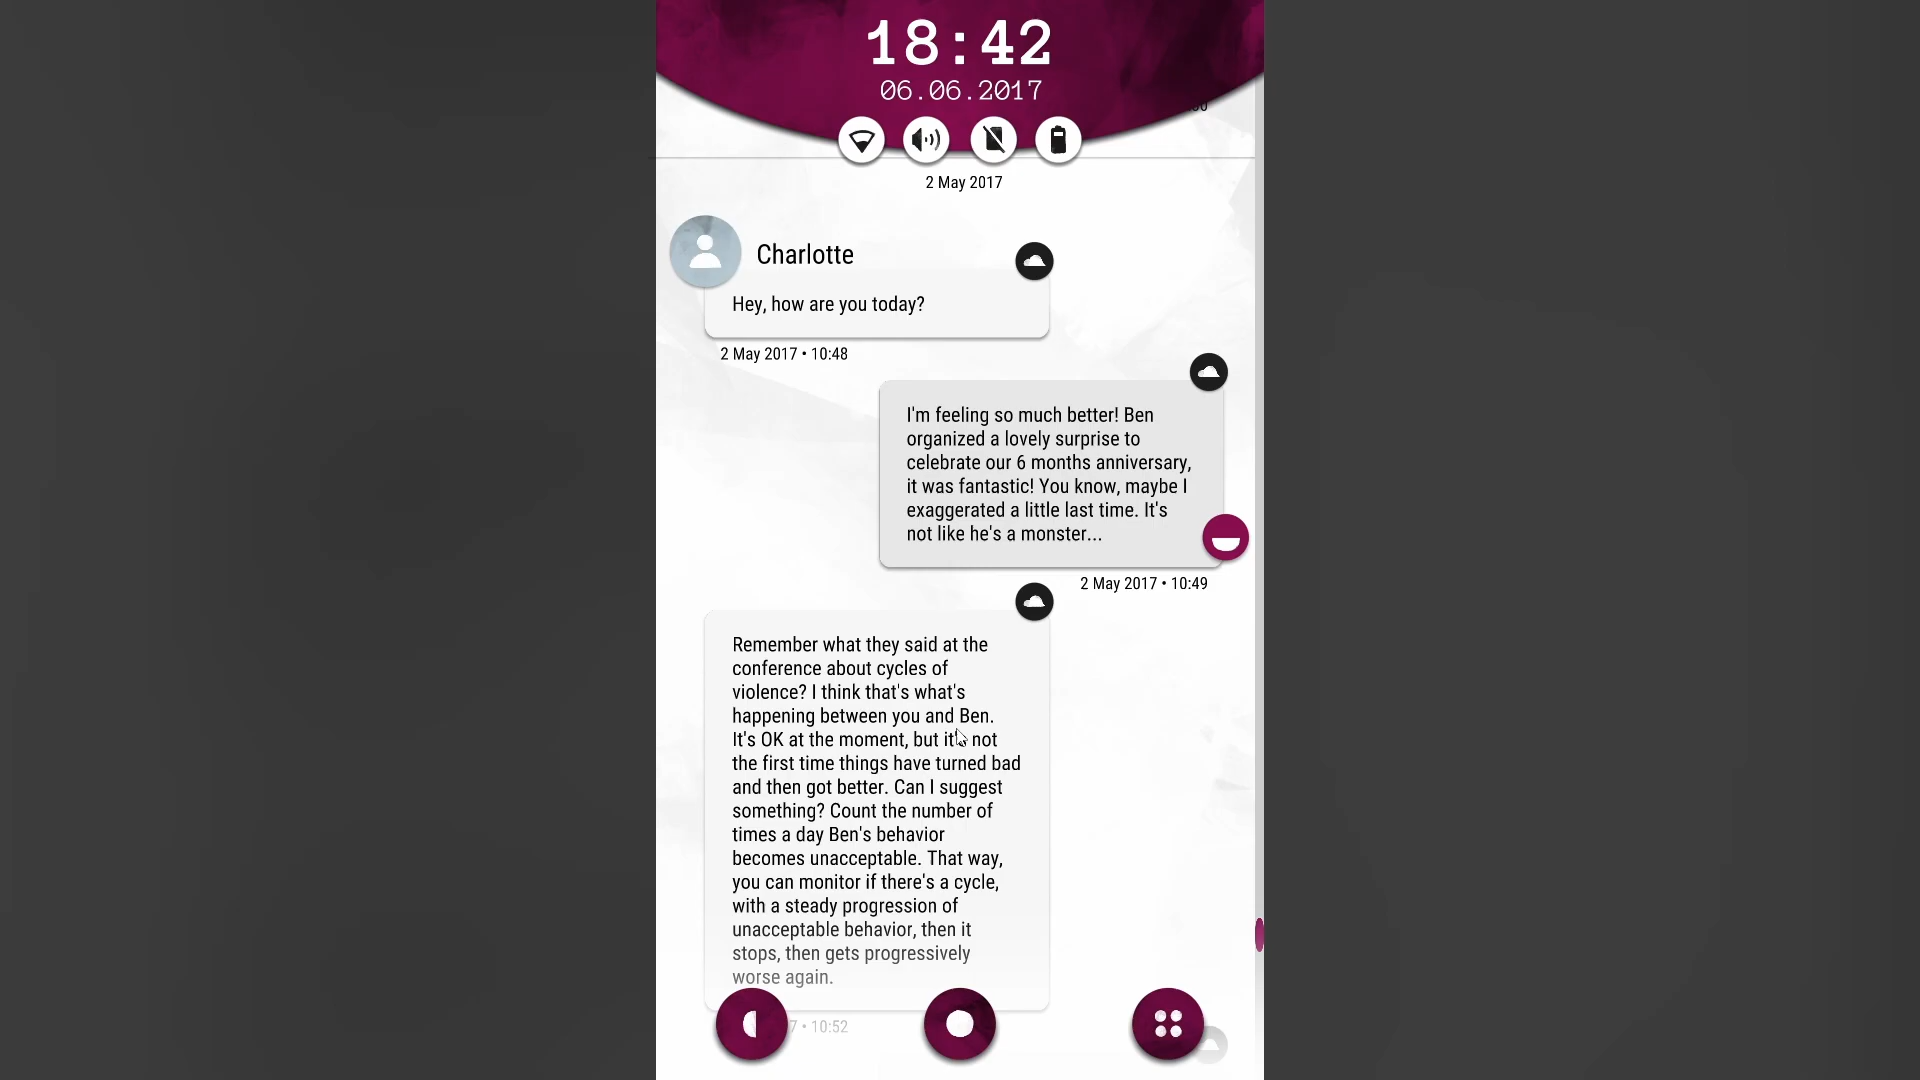 18:42
06.06.2017
2 May 2017
Charlotte
Hey, how are you today?
2 May 2017 • 10:48
I'm feeling so much better! Ben
organized a lovely surprise to
celebrate our 6 months anniversary,
it was fantastic! You know, maybe I
exaggerated a little last time. It's
not like he's a monster...
2 May 2017 • 10:49
Remember what they said at the
conference about cycles of
violence? I think that's what's
happening between you and Ben.
It's OK at the moment, but it's not
the first time things have turned bad
and then got better. Can I suggest
something? Count the number of
times a day Ben's behavior
becomes unacceptable. That way,
you can monitor if there's a cycle,
with a steady progression of
unacceptable behavior, then it
stops, then gets progressively
worse again.
7 • 10:52